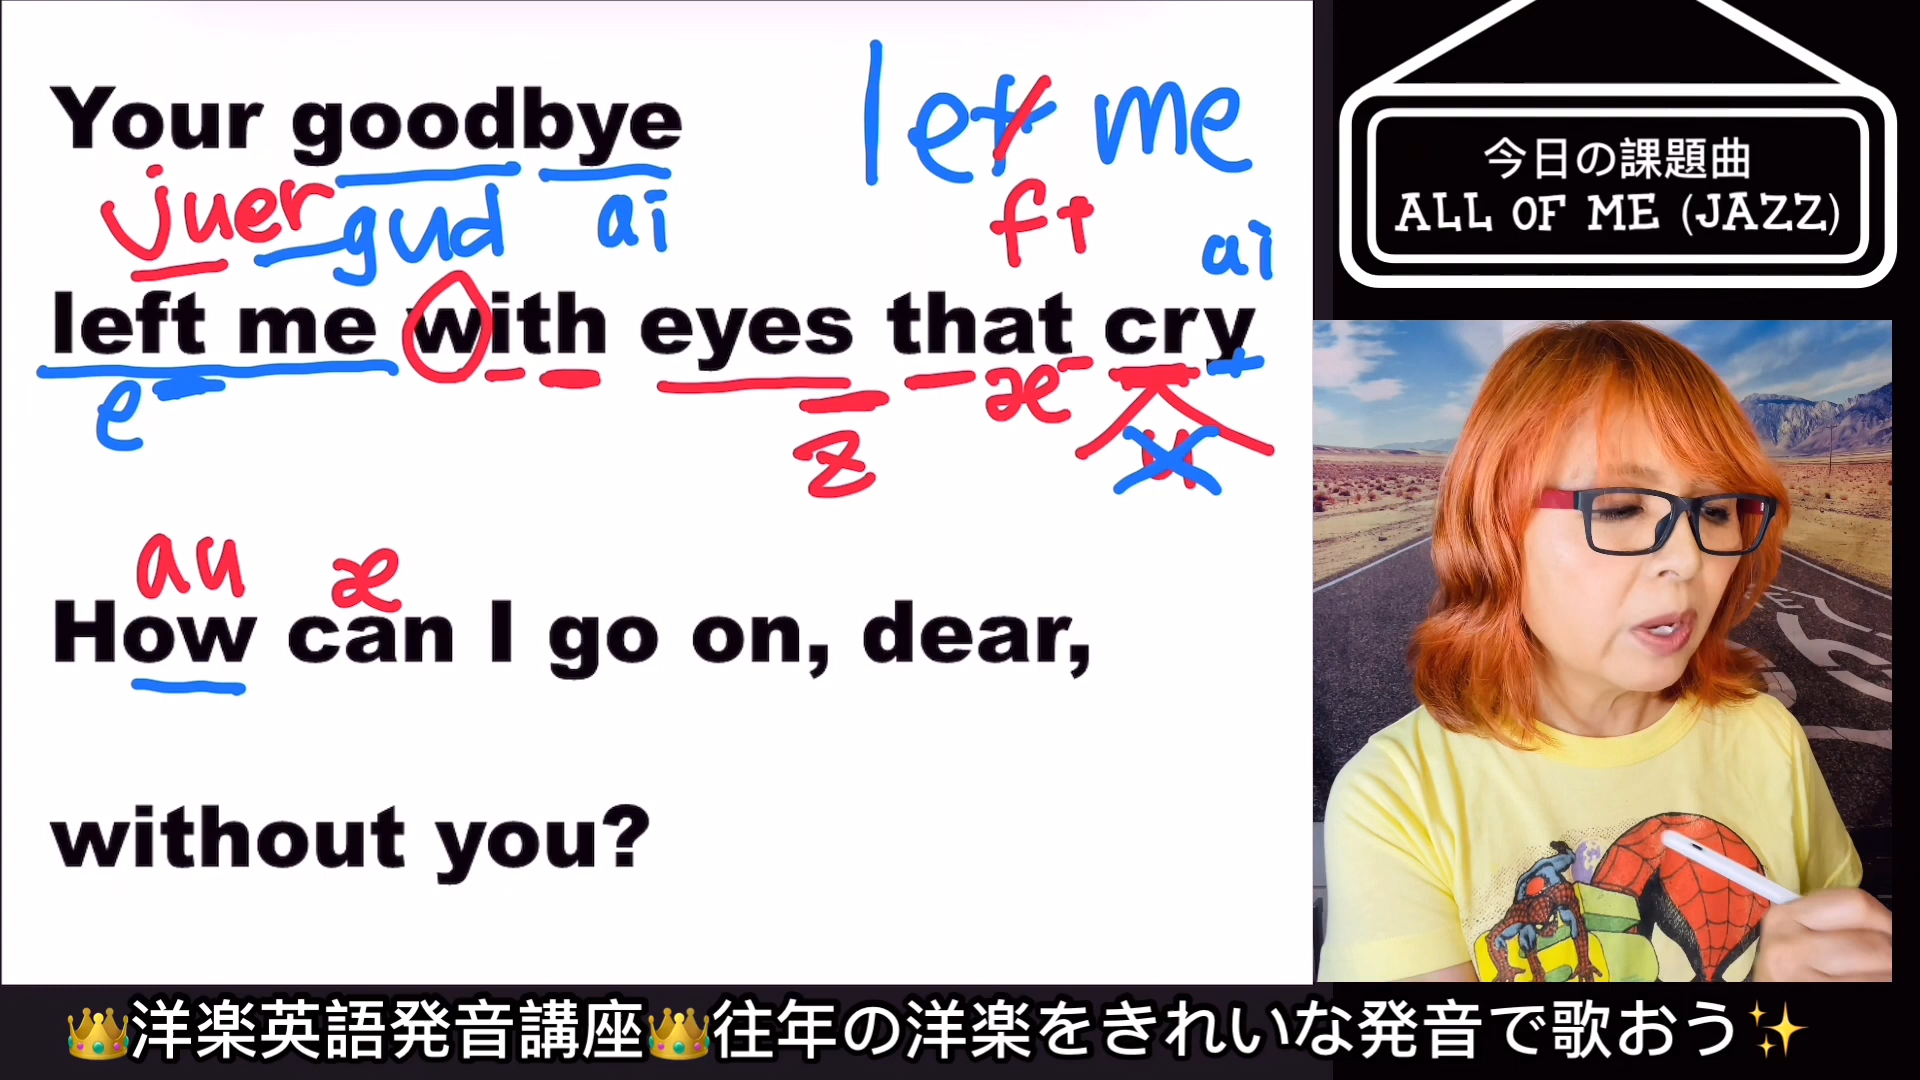 Your goodbye
let me
juer gud ai
ft
ai
left me with eyes that cry
e
z
æ
u
au æ
How can I go on, dear,
without you?
今日の課題曲
ALL OF ME (JAZZ)
👑洋楽英語発音講座👑往年の洋楽をきれいな発音で歌おう✨